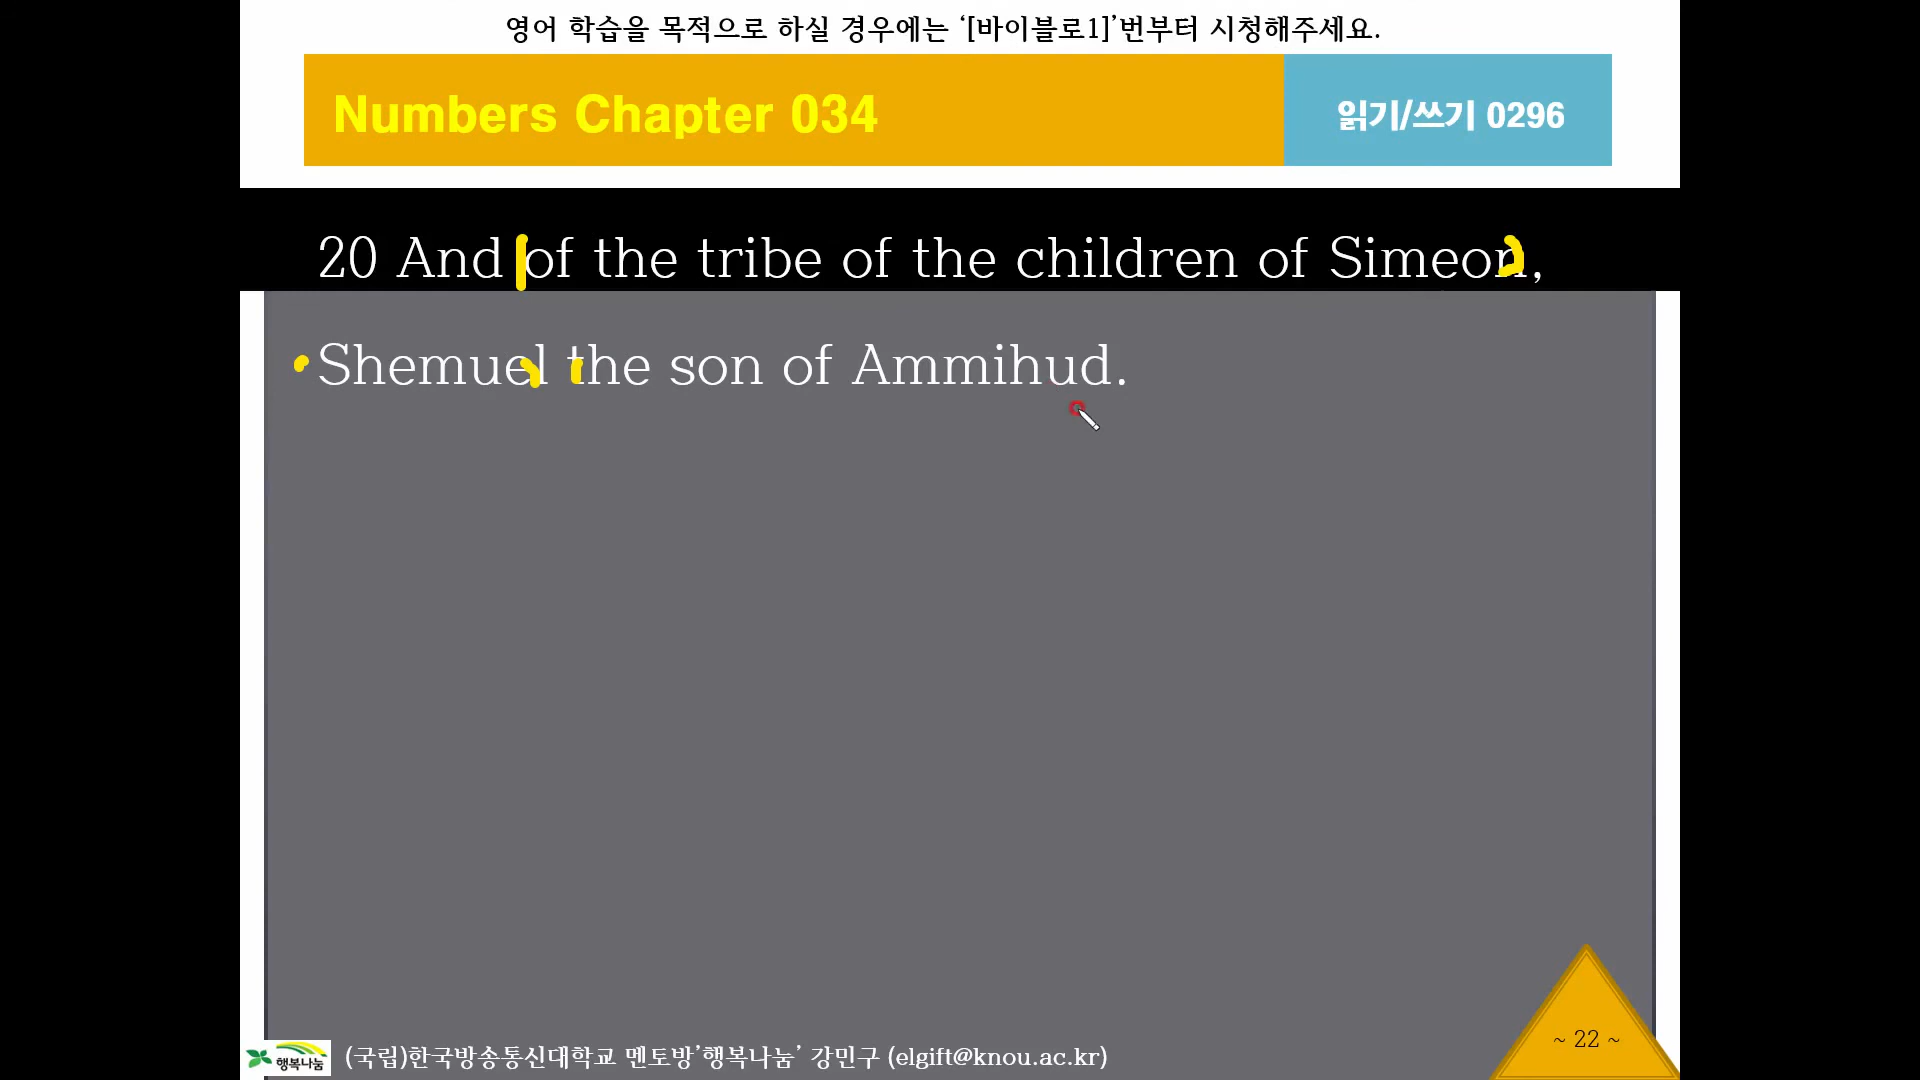 영어 학습을 목적으로 하실 경우에는 ‘[바이블로1]’번부터 시청해주세요.
Numbers Chapter 034
읽기/쓰기 0296
20 And of the tribe of the children of Simeon,
Shemuel the son of Ammihud.
행복나눔
(국립)한국방송통신대학교 멘토방’행복나눔’ 강민구 (elgift@knou.ac.kr)
~ 22 ~